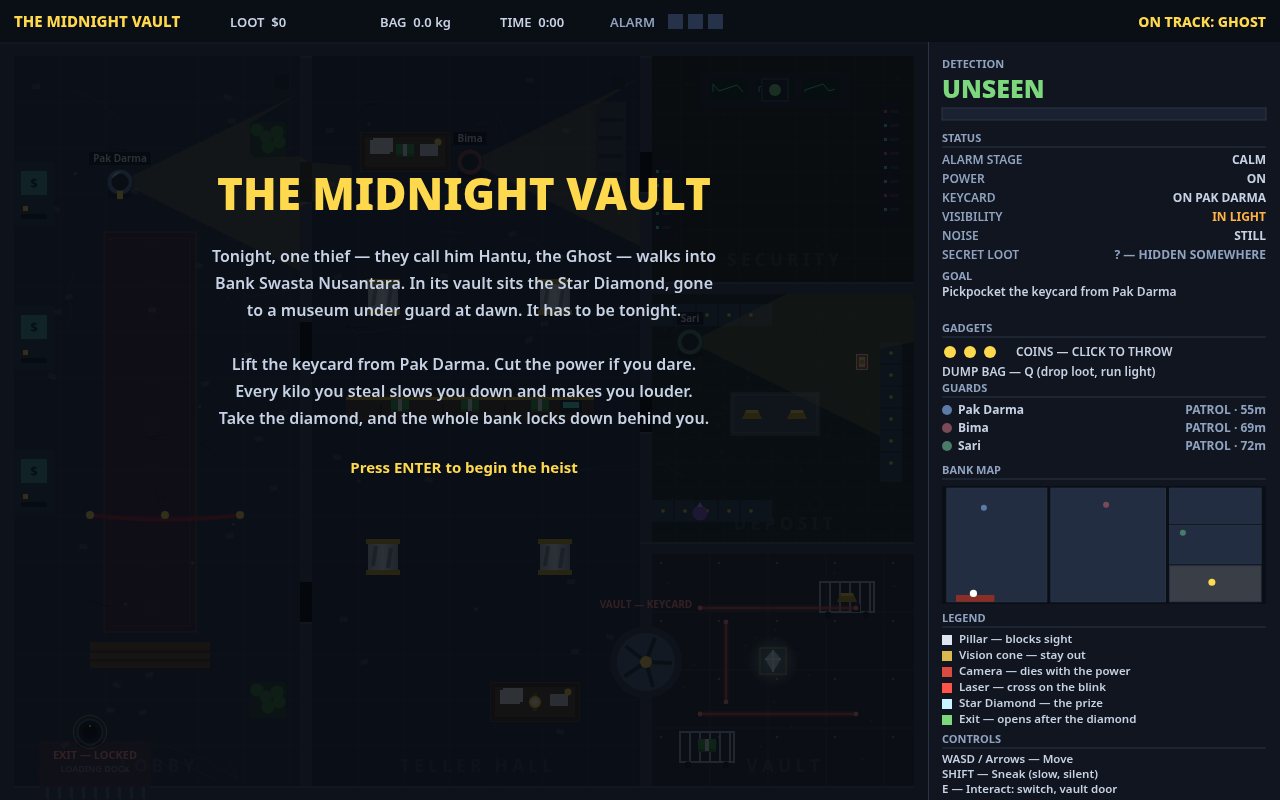 THE MIDNIGHT VAULT
LOOT $0
BAG 0.0 kg
TIME 0:00
ALARM
ON TRACK: GHOST
Pak Darma
Bima
SECURITY
Sari
DEPOSIT
$
$
$
THE MIDNIGHT VAULT
Tonight, one thief — they call him Hantu, the Ghost — walks into
Bank Swasta Nusantara. In its vault sits the Star Diamond, gone
to a museum under guard at dawn. It has to be tonight.
Lift the keycard from Pak Darma. Cut the power if you dare.
Every kilo you steal slows you down and makes you louder.
Take the diamond, and the whole bank locks down behind you.
Press ENTER to begin the heist
VAULT — KEYCARD
EXIT — LOCKED
LOADING DOCK
OBBY
TELLER HALL
VAULT
DETECTION
UNSEEN
STATUS
ALARM STAGE CALM
POWER ON
KEYCARD ON PAK DARMA
VISIBILITY IN LIGHT
NOISE STILL
SECRET LOOT ? — HIDDEN SOMEWHERE
GOAL
Pickpocket the keycard from Pak Darma
GADGETS
COINS — CLICK TO THROW
DUMP BAG — Q (drop loot, run light)
GUARDS
Pak Darma PATROL · 55m
Bima PATROL · 69m
Sari PATROL · 72m
BANK MAP
LEGEND
Pillar — blocks sight
Vision cone — stay out
Camera — dies with the power
Laser — cross on the blink
Star Diamond — the prize
Exit — opens after the diamond
CONTROLS
WASD / Arrows — Move
SHIFT — Sneak (slow, silent)
E — Interact: switch, vault door